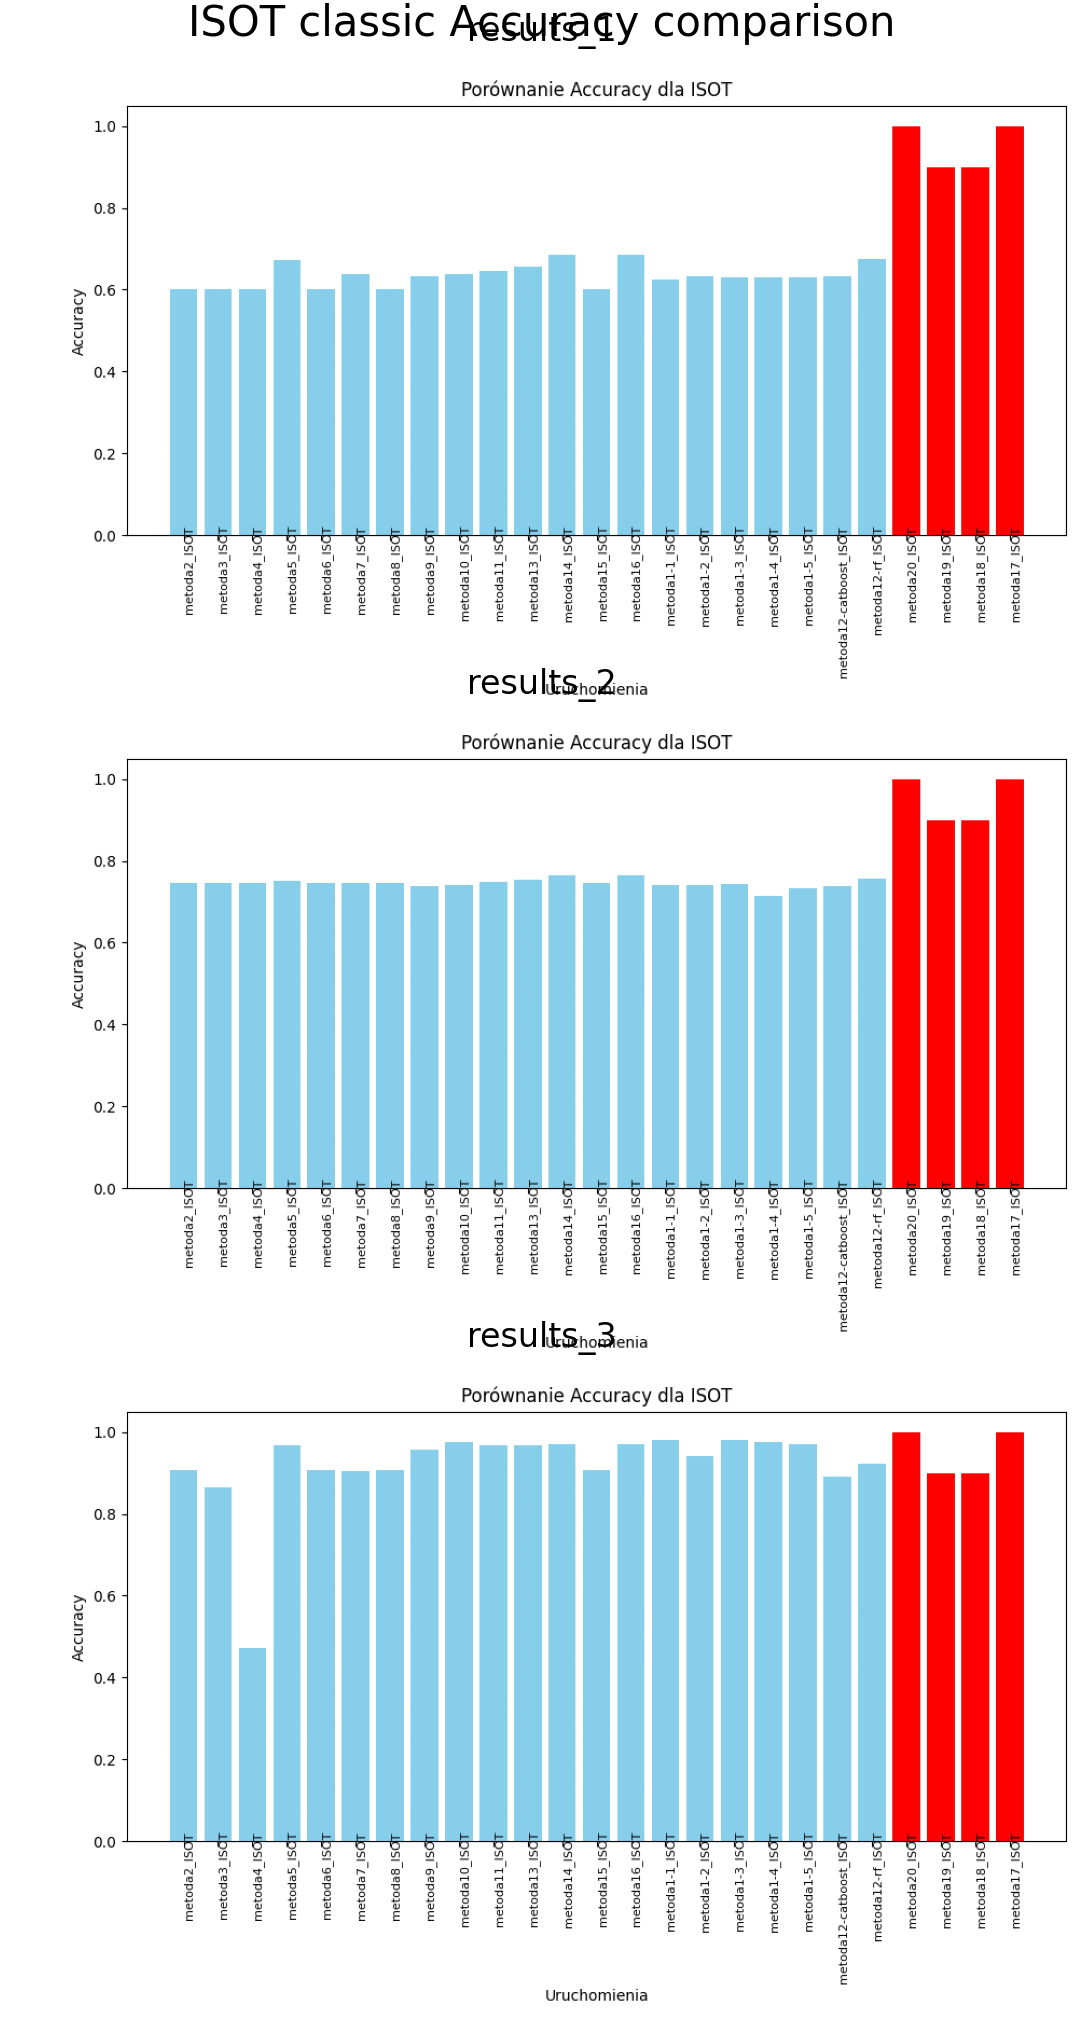 ISOT classic Accuracy comparison
results_1
Porównanie Accuracy dla ISOT
Accuracy
1.0
0.8
0.6
0.4
0.2
0.0
metoda2_ISOT
metoda3_ISOT
metoda4_ISOT
metoda5_ISOT
metoda6_ISOT
metoda7_ISOT
metoda8_ISOT
metoda9_ISOT
metoda10_ISOT
metoda11_ISOT
metoda13_ISOT
metoda14_ISOT
metoda15_ISOT
metoda16_ISOT
metoda1-1_ISOT
metoda1-2_ISOT
metoda1-3_ISOT
metoda1-4_ISOT
metoda1-5_ISOT
metoda12-catboost_ISOT
metoda12-rf_ISOT
metoda20_ISOT
metoda19_ISOT
metoda18_ISOT
metoda17_ISOT
Uruchomienia
results_2
Porównanie Accuracy dla ISOT
Accuracy
1.0
0.8
0.6
0.4
0.2
0.0
metoda2_ISOT
metoda3_ISOT
metoda4_ISOT
metoda5_ISOT
metoda6_ISOT
metoda7_ISOT
metoda8_ISOT
metoda9_ISOT
metoda10_ISOT
metoda11_ISOT
metoda13_ISOT
metoda14_ISOT
metoda15_ISOT
metoda16_ISOT
metoda1-1_ISOT
metoda1-2_ISOT
metoda1-3_ISOT
metoda1-4_ISOT
metoda1-5_ISOT
metoda12-catboost_ISOT
metoda12-rf_ISOT
metoda20_ISOT
metoda19_ISOT
metoda18_ISOT
metoda17_ISOT
Uruchomienia
results_3
Porównanie Accuracy dla ISOT
Accuracy
1.0
0.8
0.6
0.4
0.2
0.0
metoda2_ISOT
metoda3_ISOT
metoda4_ISOT
metoda5_ISOT
metoda6_ISOT
metoda7_ISOT
metoda8_ISOT
metoda9_ISOT
metoda10_ISOT
metoda11_ISOT
metoda13_ISOT
metoda14_ISOT
metoda15_ISOT
metoda16_ISOT
metoda1-1_ISOT
metoda1-2_ISOT
metoda1-3_ISOT
metoda1-4_ISOT
metoda1-5_ISOT
metoda12-catboost_ISOT
metoda12-rf_ISOT
metoda20_ISOT
metoda19_ISOT
metoda18_ISOT
metoda17_ISOT
Uruchomienia